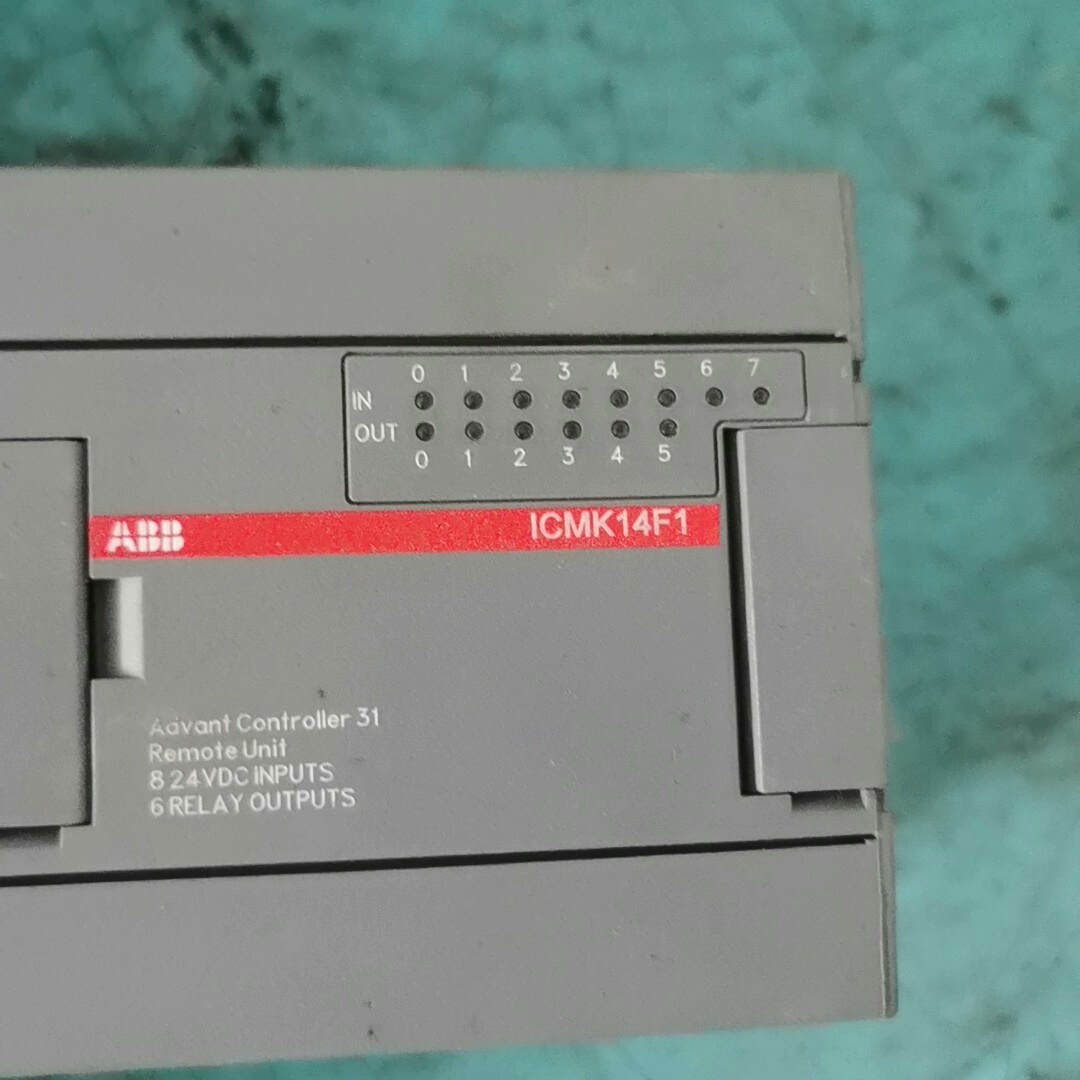 0 1 2 3 4 5 6 7
IN
OUT
0 1 2 3 4 5
ABB ICMK14F1
Advant Controller 31
Remote Unit
8 24VDC INPUTS
6 RELAY OUTPUTS